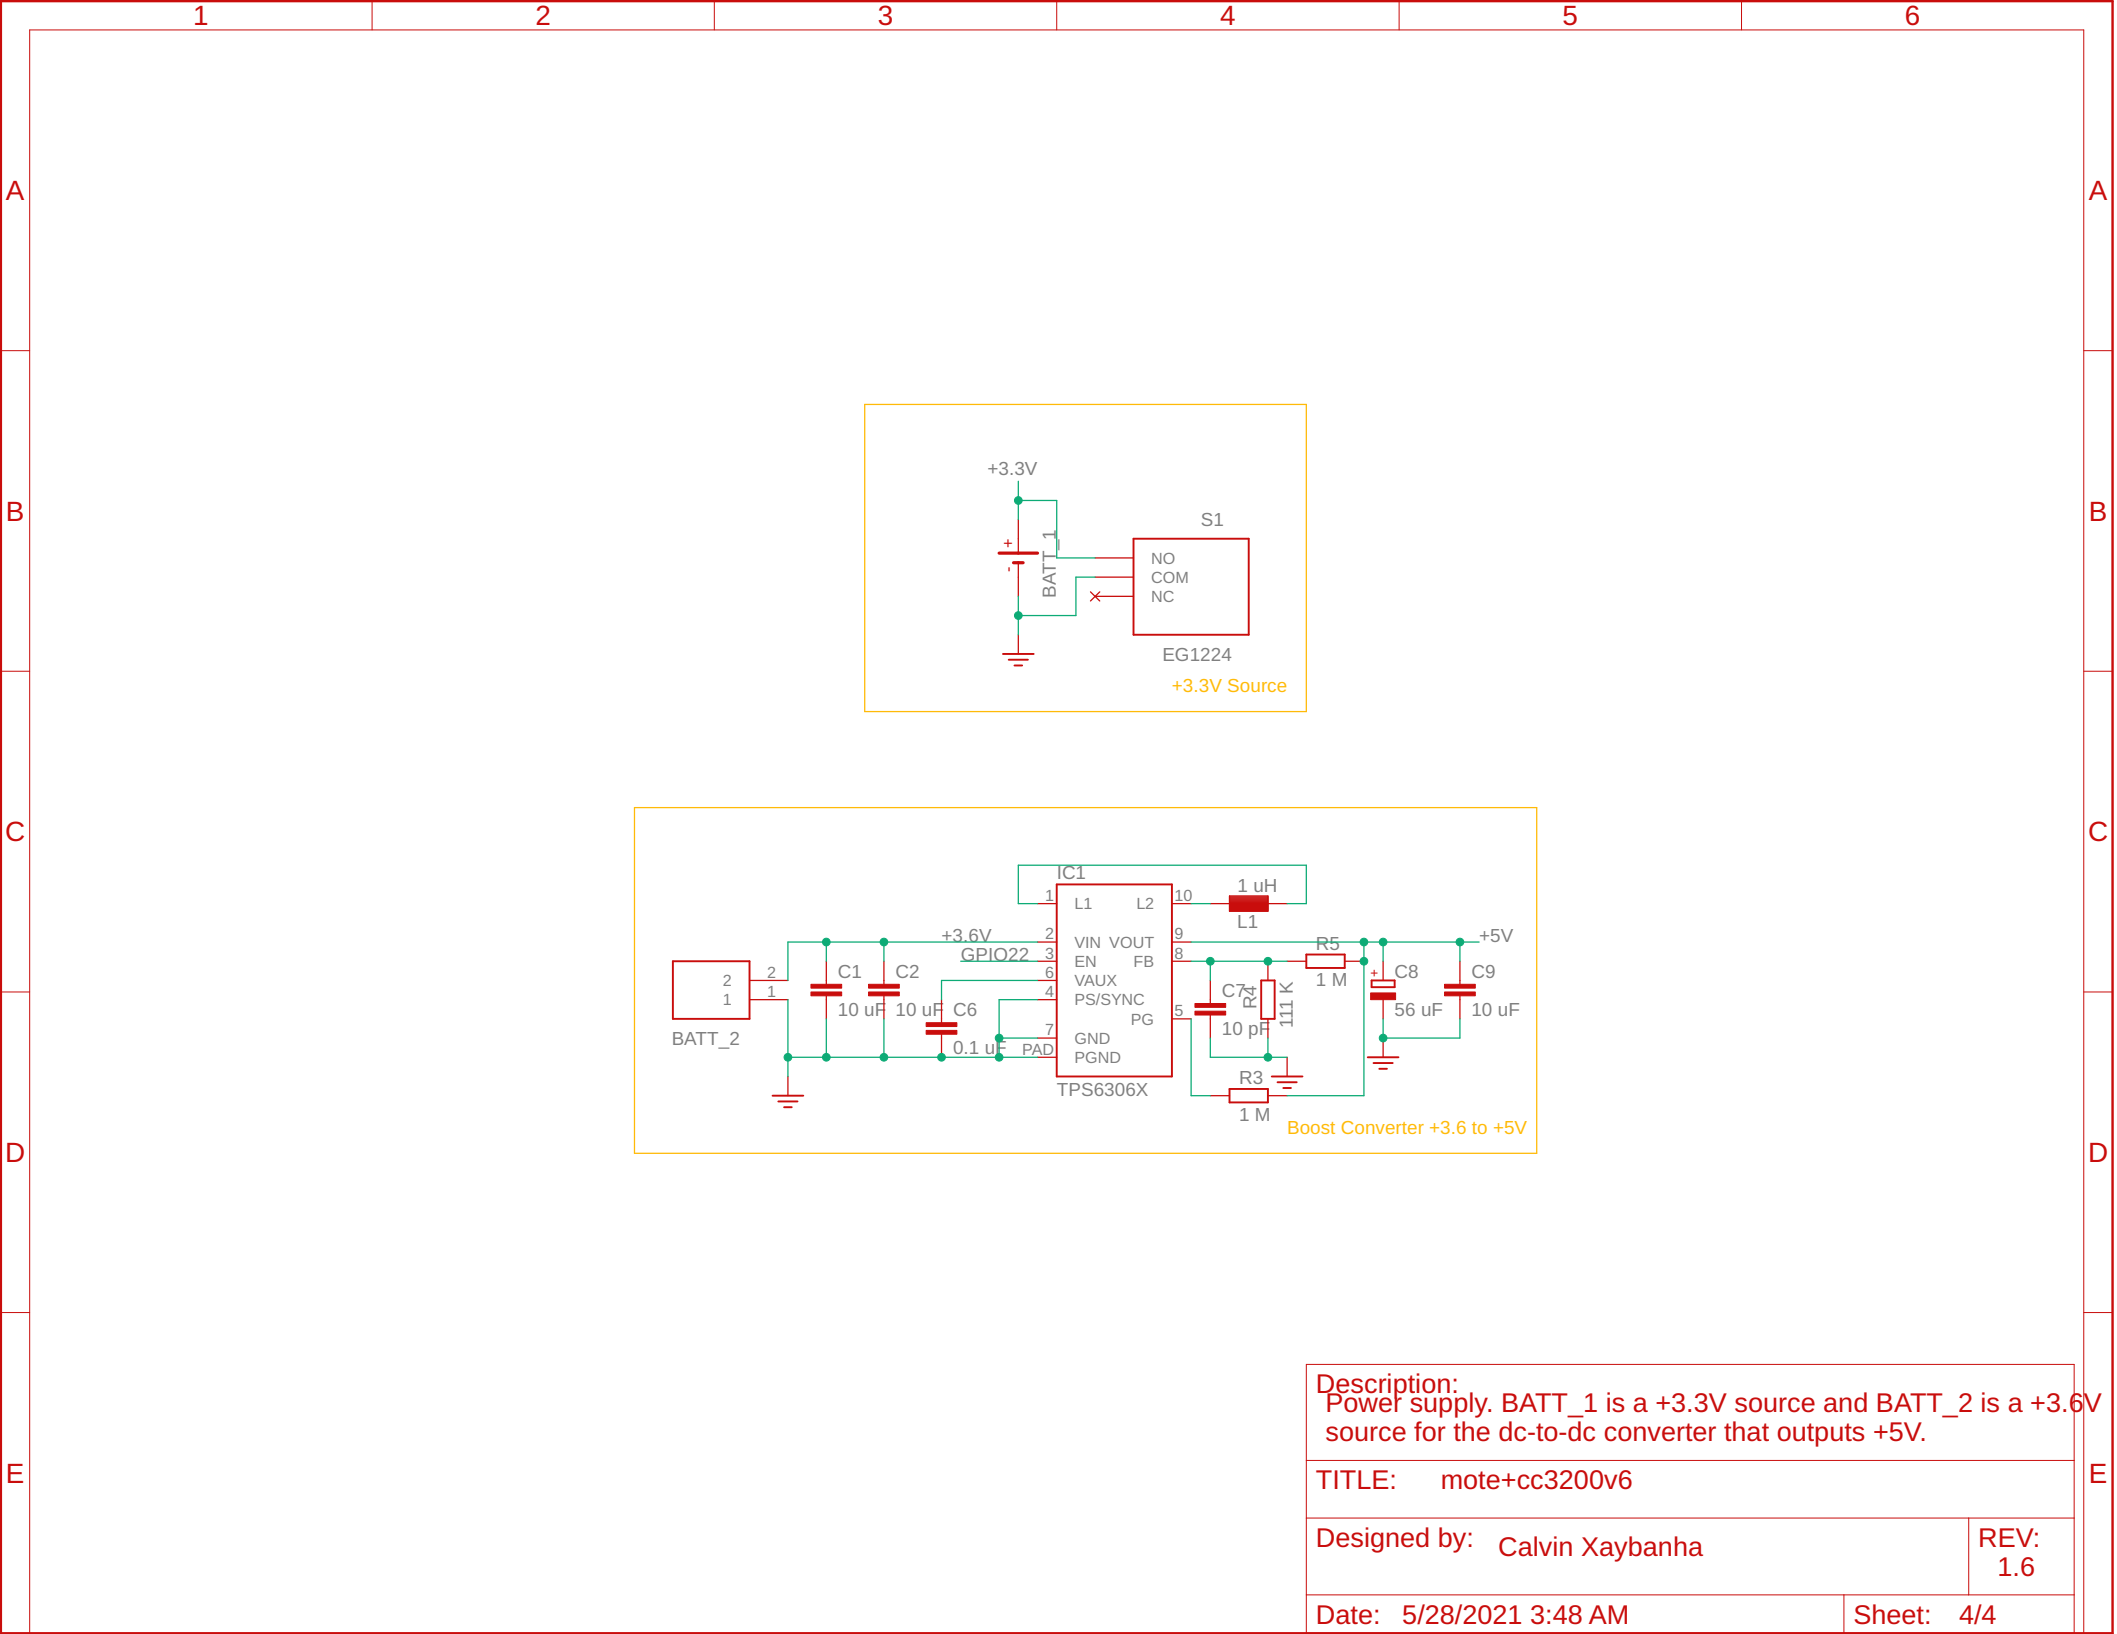 1 2 3 4 5 6
A A
B B
C C
D D
E E
+3.3V
+
-
BATT_1
S1
NO
COM
NC
EG1224
+3.3V Source
IC1
1 L1 L2 10
1 uH
L1
+3.6V 2 VIN VOUT 9 +5V
GPIO22 3 EN FB 8
6 VAUX
4 PS/SYNC
PG 5
7 GND
PAD PGND
TPS6306X
2 2
1 1
BATT_2
C1
10 uF
C2
10 uF
C6
0.1 uF
C7
10 pF
R4
111 K
R5
1 M
R3
1 M
+
C8
56 uF
C9
10 uF
Boost Converter +3.6 to +5V
Description:
Power supply. BATT_1 is a +3.3V source and BATT_2 is a +3.6V
source for the dc-to-dc converter that outputs +5V.
TITLE: mote+cc3200v6
Designed by: Calvin Xaybanha
REV:
1.6
Date: 5/28/2021 3:48 AM
Sheet: 4/4